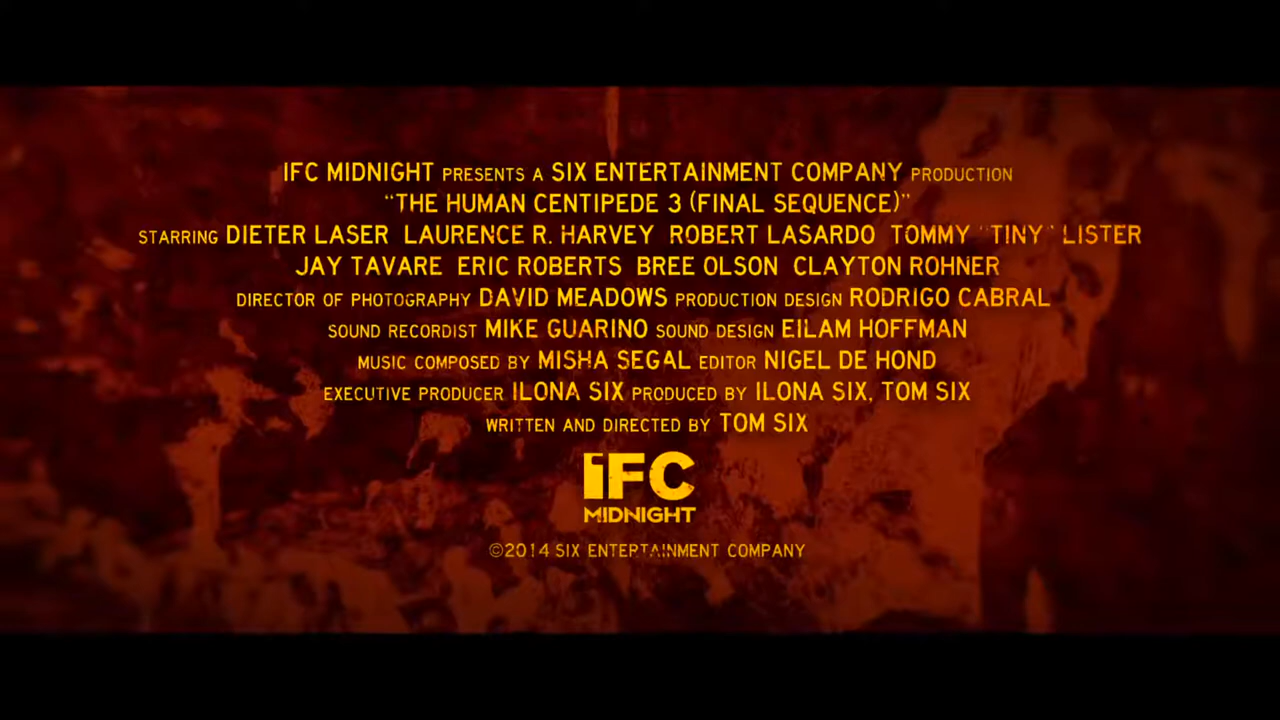 IFC MIDNIGHT PRESENTS A SIX ENTERTAINMENT COMPANY PRODUCTION
"THE HUMAN CENTIPEDE 3 (FINAL SEQUENCE)"
STARRING DIETER LASER LAURENCE R. HARVEY ROBERT LASARDO TOMMY "TINY" LISTER
JAY TAVARE ERIC ROBERTS BREE OLSON CLAYTON ROHNER
DIRECTOR OF PHOTOGRAPHY DAVID MEADOWS PRODUCTION DESIGN RODRIGO CABRAL
SOUND RECORDIST MIKE GUARINO SOUND DESIGN EILAM HOFFMAN
MUSIC COMPOSED BY MISHA SEGAL EDITOR NIGEL DE HOND
EXECUTIVE PRODUCER ILONA SIX PRODUCED BY ILONA SIX, TOM SIX
WRITTEN AND DIRECTED BY TOM SIX
IFC
MIDNIGHT
©2014 SIX ENTERTAINMENT COMPANY